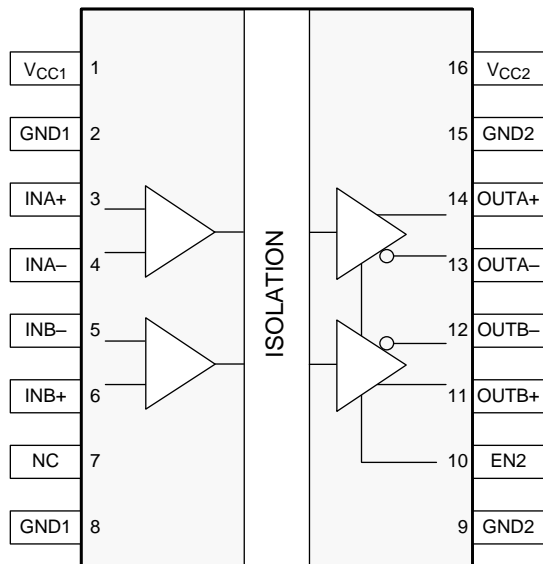 VCC1 1 16 VCC2
GND1 2 15 GND2
INA+ 3 14 OUTA+
INA– 4 13 OUTA–
INB– 5 12 OUTB–
INB+ 6 11 OUTB+
NC 7 10 EN2
GND1 8 9 GND2
ISOLATION